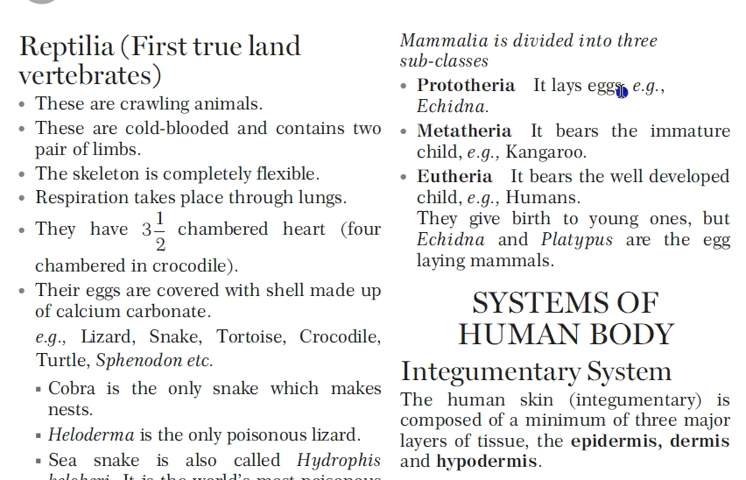 Reptilia (First true land
vertebrates)
• These are crawling animals.
• These are cold-blooded and contains two
pair of limbs.
• The skeleton is completely flexible.
• Respiration takes place through lungs.
• They have 3 1/2 chambered heart (four
chambered in crocodile).
• Their eggs are covered with shell made up
of calcium carbonate.
e.g., Lizard, Snake, Tortoise, Crocodile,
Turtle, Sphenodon etc.
▪ Cobra is the only snake which makes
nests.
▪ Heloderma is the only poisonous lizard.
▪ Sea snake is also called Hydrophis
It is the world's most poisonous
Mammalia is divided into three
sub-classes
• Prototheria It lays eggs, e.g.,
Echidna.
• Metatheria It bears the immature
child, e.g., Kangaroo.
• Eutheria It bears the well developed
child, e.g., Humans.
They give birth to young ones, but
Echidna and Platypus are the egg
laying mammals.
SYSTEMS OF
HUMAN BODY
Integumentary System
The human skin (integumentary) is
composed of a minimum of three major
layers of tissue, the epidermis, dermis
and hypodermis.